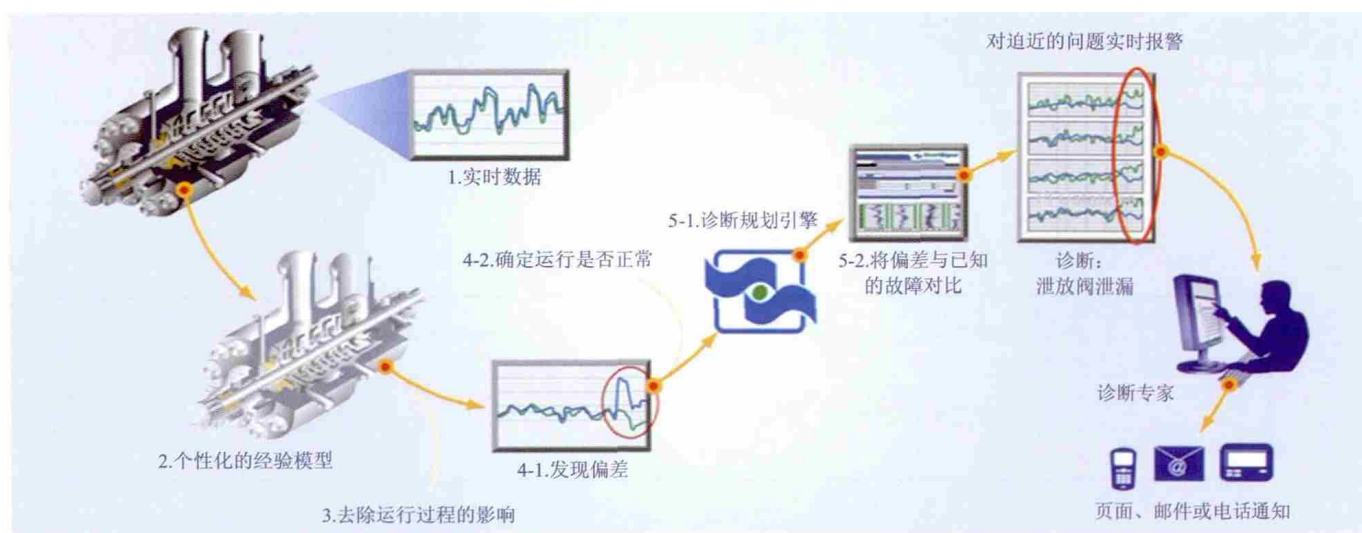 对迫近的问题实时报警
1.实时数据
5-1.诊断规划引擎
4-2.确定运行是否正常
5-2.将偏差与已知
的故障对比
诊断：
泄放阀泄漏
诊断专家
2.个性化的经验模型
4-1.发现偏差
3.去除运行过程的影响
@
页面、邮件或电话通知